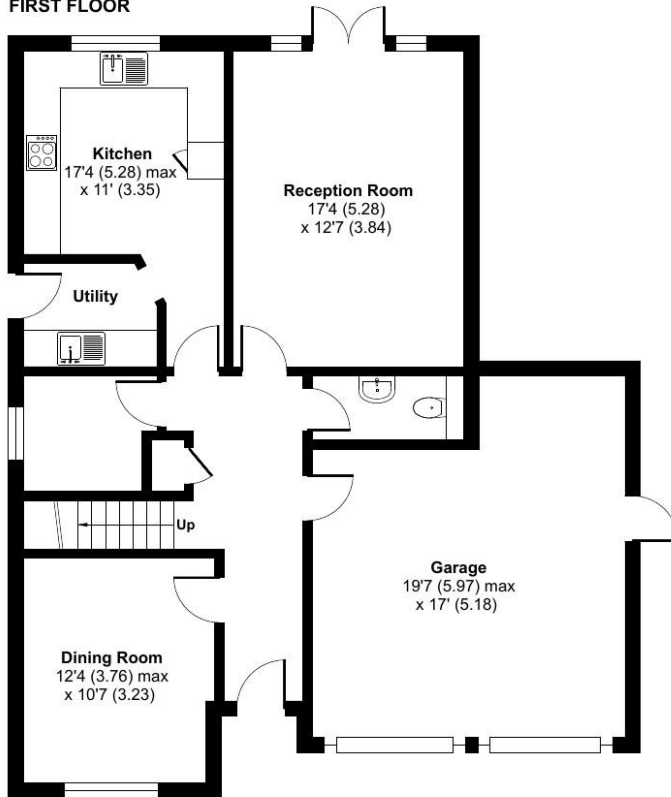 FIRST FLOOR
Kitchen
17'4 (5.28) max
x 11' (3.35)
Reception Room
17'4 (5.28)
x 12'7 (3.84)
Utility
Up
Garage
19'7 (5.97) max
x 17' (5.18)
Dining Room
12'4 (3.76) max
x 10'7 (3.23)